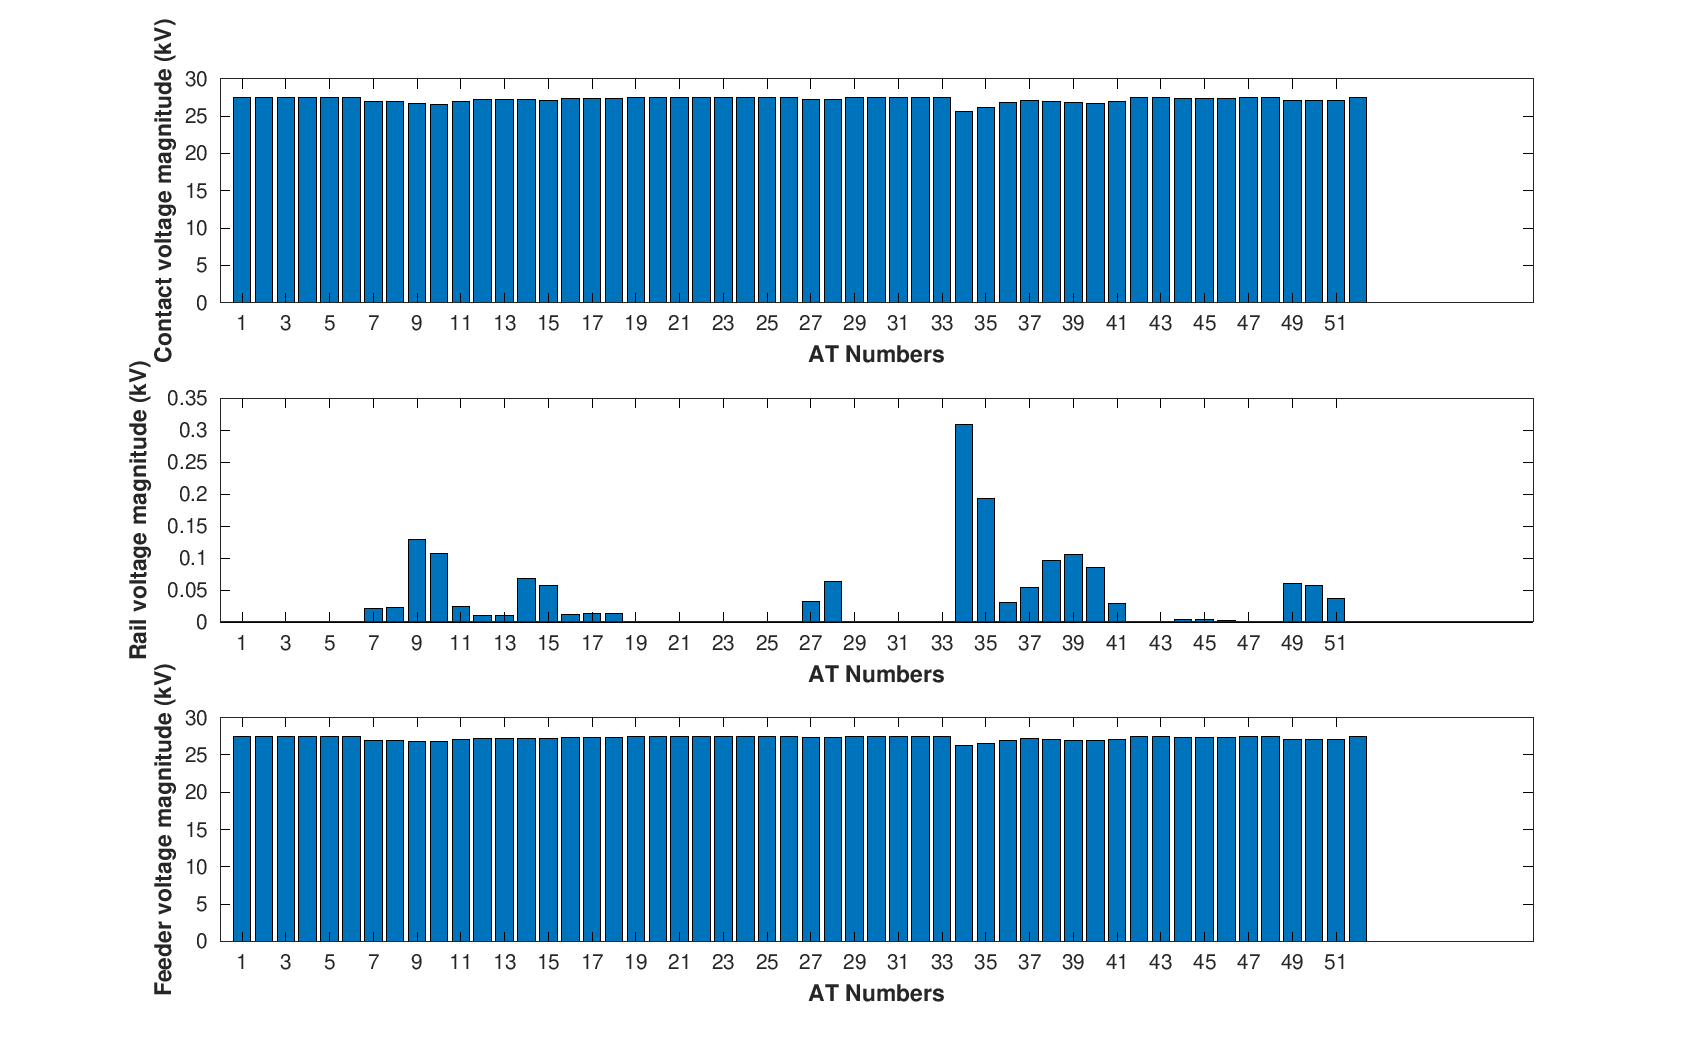 Contact voltage magnitude (kV)
30
25
20
15
10
5
0
1 3 5 7 9 11 13 15 17 19 21 23 25 27 29 31 33 35 37 39 41 43 45 47 49 51
AT Numbers
Rail voltage magnitude (kV)
0.35
0.3
0.25
0.2
0.15
0.1
0.05
0
1 3 5 7 9 11 13 15 17 19 21 23 25 27 29 31 33 35 37 39 41 43 45 47 49 51
AT Numbers
Feeder voltage magnitude (kV)
30
25
20
15
10
5
0
1 3 5 7 9 11 13 15 17 19 21 23 25 27 29 31 33 35 37 39 41 43 45 47 49 51
AT Numbers